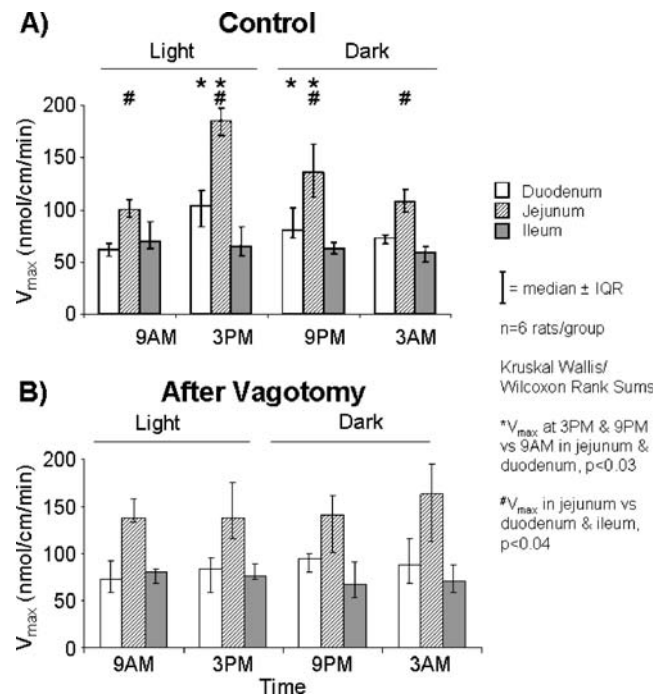 A) Control
Light Dark
* * * *
# # # #
200
150
100
50
0
Vmax (nmol/cm/min)
9AM 3PM 9PM 3AM
Duodenum
Jejunum
Ileum
= median ± IQR
n=6 rats/group
Kruskal Wallis/
Wilcoxon Rank Sums
*Vmax at 3PM & 9PM
vs 9AM in jejunum &
duodenum, p<0.03
#Vmax in jejunum vs
duodenum & ileum,
p<0.04
B) After Vagotomy
Light Dark
200
150
100
50
0
Vmax (nmol/cm/min)
9AM 3PM 9PM 3AM
Time